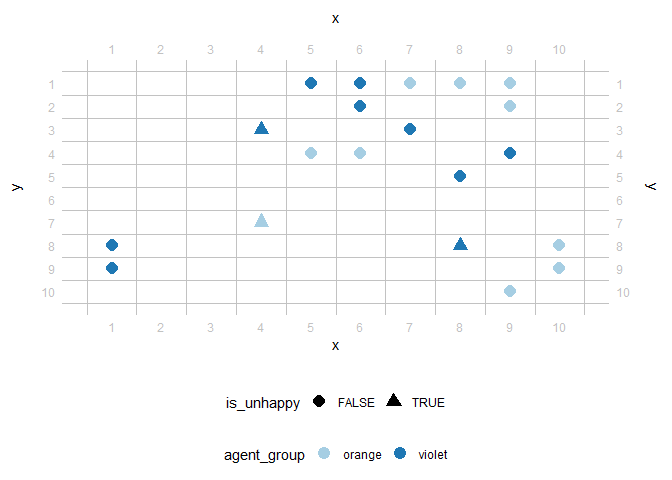 x
1 2 3 4 5 6 7 8 9 10
1 1
2 2
3 3
4 4
5 5
y 6 6 y
7 7
8 8
9 9
10 10
1 2 3 4 5 6 7 8 9 10
x
is_unhappy FALSE TRUE
agent_group orange violet